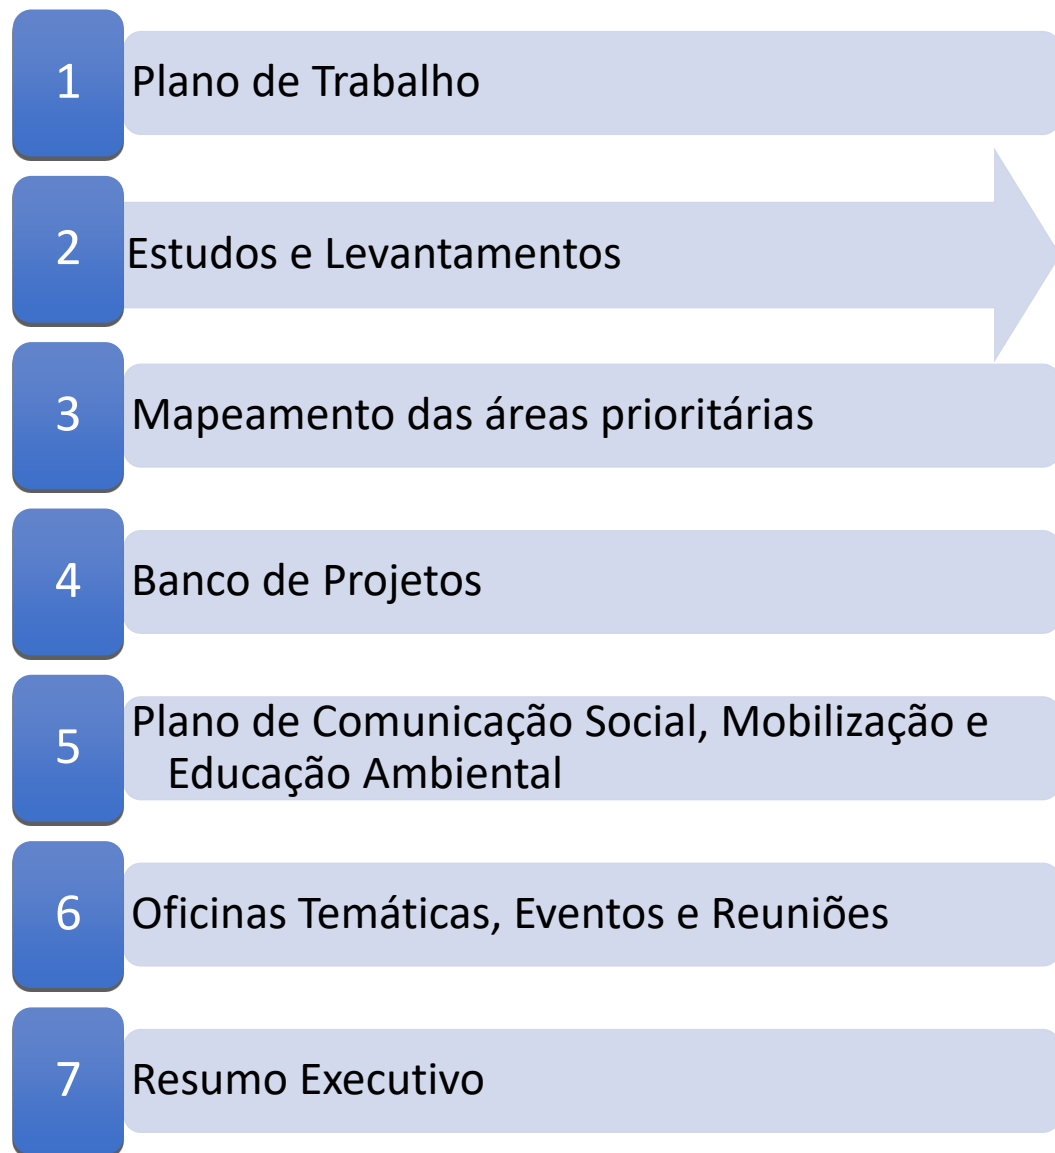 1
Plano de Trabalho
2
Estudos e Levantamentos
3
Mapeamento das áreas prioritárias
4
Banco de Projetos
5
Plano de Comunicação Social, Mobilização e
Educação Ambiental
6
Oficinas Temáticas, Eventos e Reuniões
7
Resumo Executivo